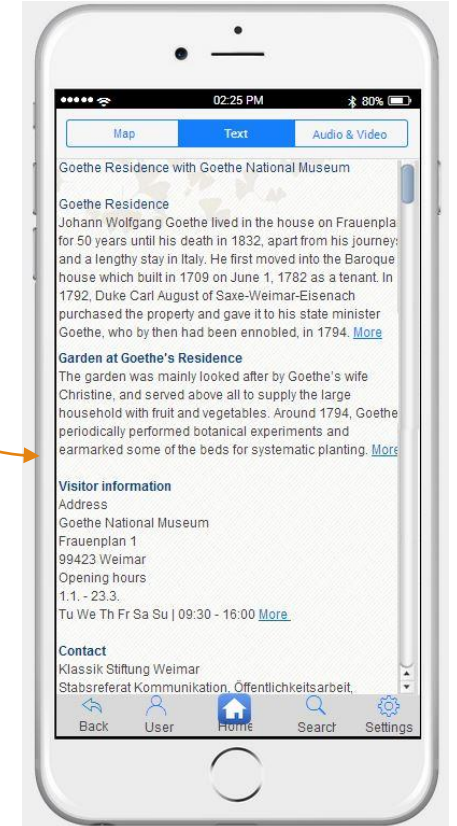 02:25 PM 80%
Map Text Audio & Video
Goethe Residence with Goethe National Museum
Goethe Residence
Johann Wolfgang Goethe lived in the house on Frauenpla
for 50 years until his death in 1832, apart from his journey
and a lengthy stay in Italy. He first moved into the Baroque
house which built in 1709 on June 1, 1782 as a tenant. In
1792, Duke Carl August of Saxe-Weimar-Eisenach
purchased the property and gave it to his state minister
Goethe, who by then had been ennobled, in 1794. More
Garden at Goethe's Residence
The garden was mainly looked after by Goethe's wife
Christine, and served above all to supply the large
household with fruit and vegetables. Around 1794, Goethe
periodically performed botanical experiments and
earmarked some of the beds for systematic planting. More
Visitor information
Address
Goethe National Museum
Frauenplan 1
99423 Weimar
Opening hours
1.1. - 23.3.
Tu We Th Fr Sa Su | 09:30 - 16:00 More
Contact
Klassik Stiftung Weimar
Stabsreferat Kommunikation, Öffentlichkeitsarbeit,
Back User Home Search Settings